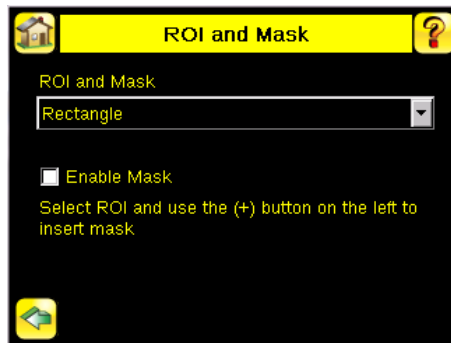 ROI and Mask
?
ROI and Mask
Rectangle
Enable Mask
Select ROI and use the (+) button on the left to
insert mask